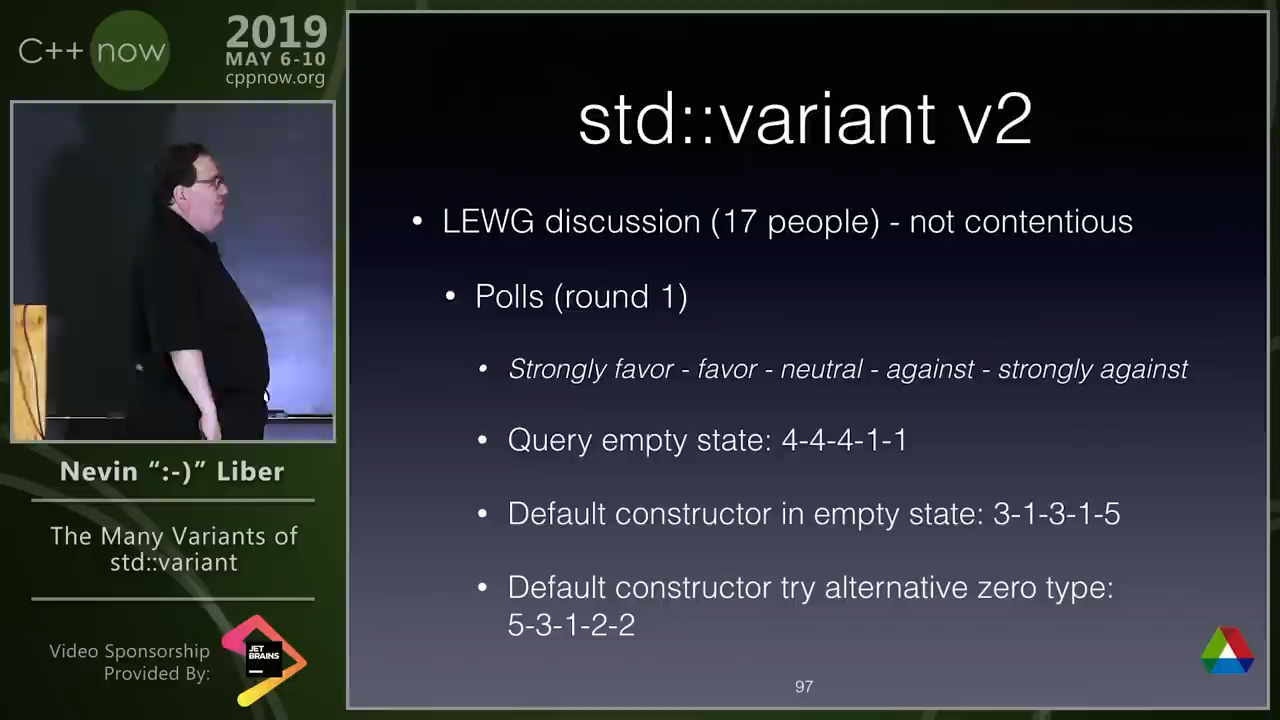 C++ now
2019
MAY 6-10
cppnow.org
std::variant v2
• LEWG discussion (17 people) - not contentious
• Polls (round 1)
• Strongly favor - favor - neutral - against - strongly against
• Query empty state: 4-4-4-1-1
• Default constructor in empty state: 3-1-3-1-5
• Default constructor try alternative zero type:
5-3-1-2-2
97
Nevin “:-)” Liber
The Many Variants of
std::variant
Video Sponsorship
Provided By:
JET
BRAINS